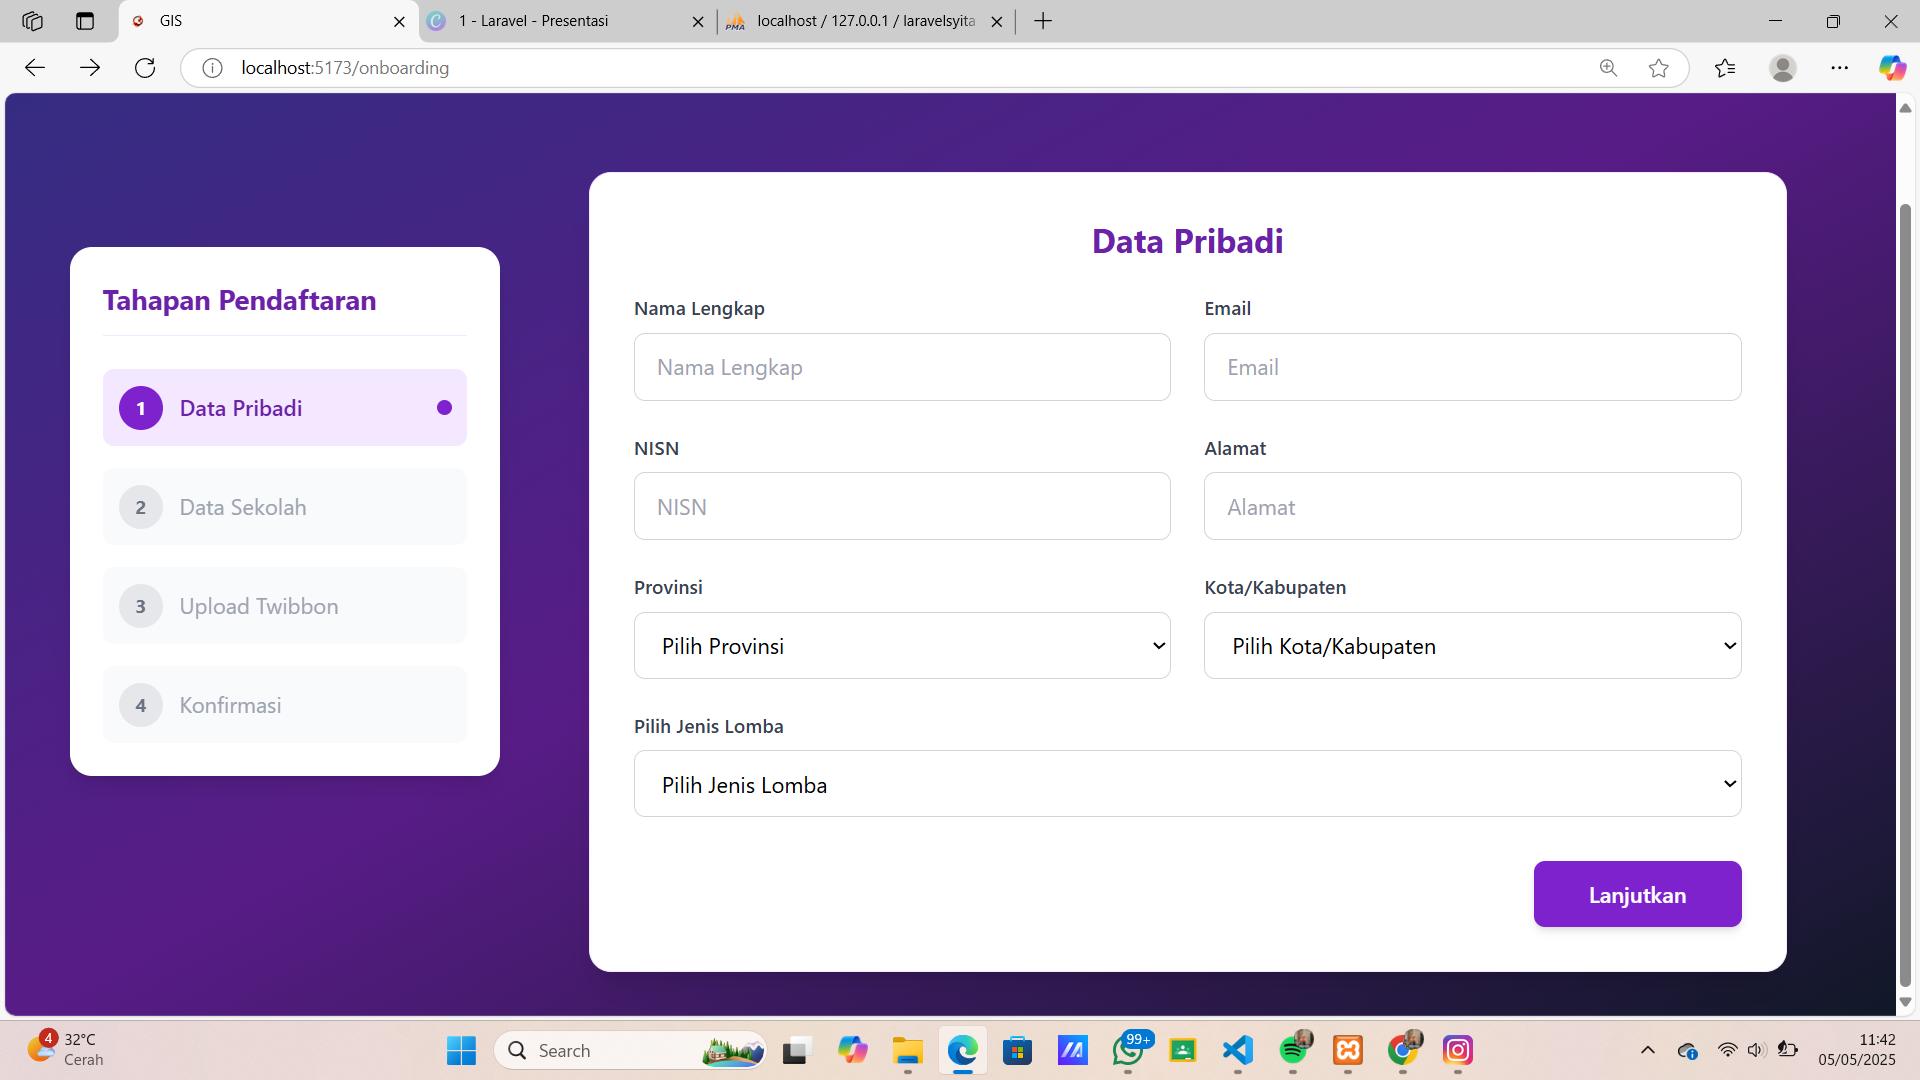 GIS
1 - Laravel - Presentasi
localhost / 127.0.0.1 / laravelsyita
localhost:5173/onboarding
Tahapan Pendaftaran
1 Data Pribadi
2 Data Sekolah
3 Upload Twibbon
4 Konfirmasi
Data Pribadi
Nama Lengkap
Nama Lengkap
Email
Email
NISN
NISN
Alamat
Alamat
Provinsi
Pilih Provinsi
Kota/Kabupaten
Pilih Kota/Kabupaten
Pilih Jenis Lomba
Pilih Jenis Lomba
Lanjutkan
4
32°C
Cerah
Search
99+
11:42
05/05/2025